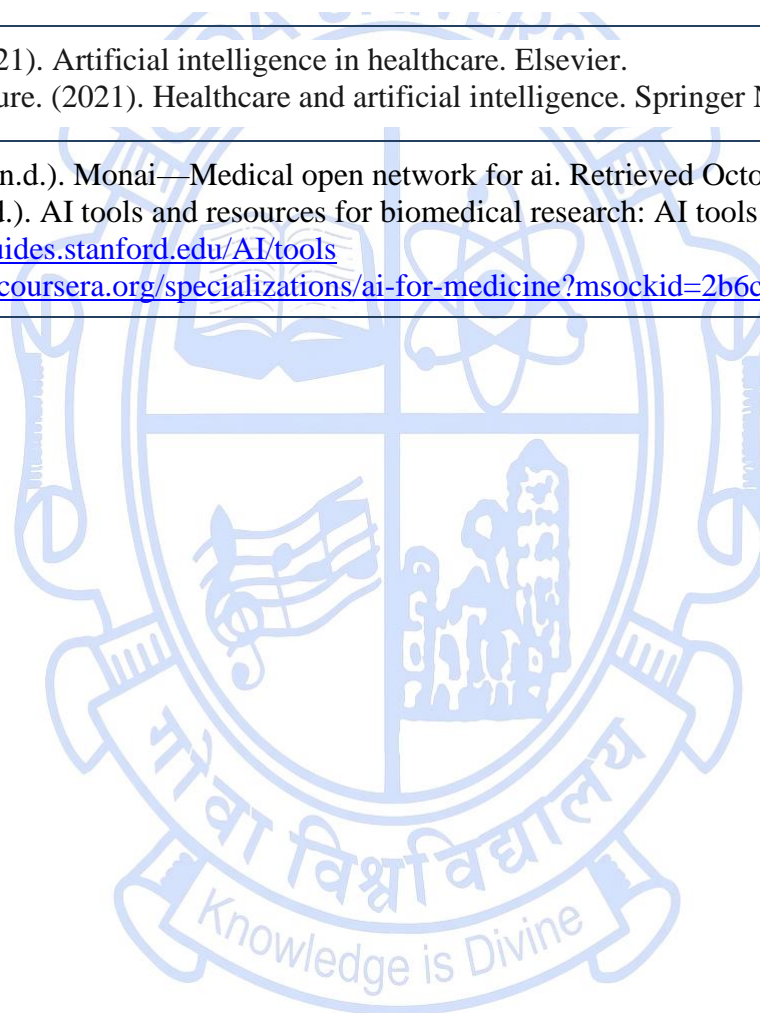 21). Artificial intelligence in healthcare. Elsevier.
ure. (2021). Healthcare and artificial intelligence. Springer
n.d.). Monai—Medical open network for ai. Retrieved Octo
d.). AI tools and resources for biomedical research: AI tools
uides.stanford.edu/AI/tools
coursera.org/specializations/ai-for-medicine?msockid=2b6c
गोंवा विश्वविद्यालय
Knowledge is Divine